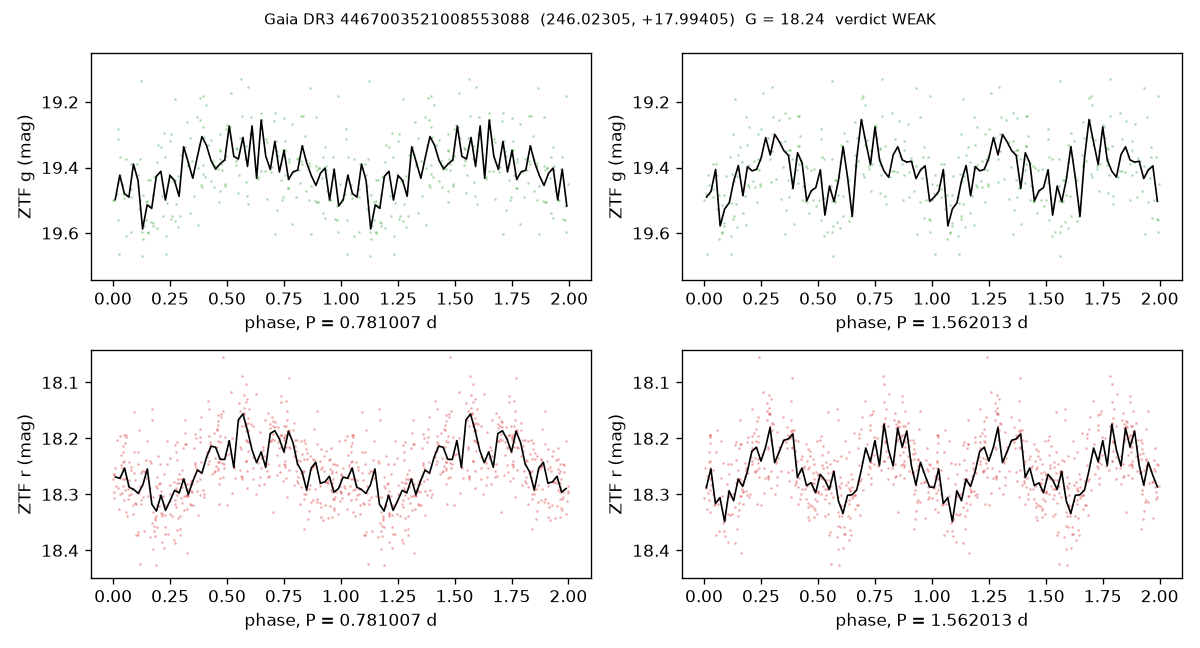 Gaia DR3 4467003521008553088 (246.02305, +17.99405) G = 18.24 verdict WEAK
ZTF g (mag)
19.2
19.4
19.6
0.00 0.25 0.50 0.75 1.00 1.25 1.50 1.75 2.00
phase, P = 0.781007 d
ZTF g (mag)
19.2
19.4
19.6
0.00 0.25 0.50 0.75 1.00 1.25 1.50 1.75 2.00
phase, P = 1.562013 d
ZTF r (mag)
18.1
18.2
18.3
18.4
0.00 0.25 0.50 0.75 1.00 1.25 1.50 1.75 2.00
phase, P = 0.781007 d
ZTF r (mag)
18.1
18.2
18.3
18.4
0.00 0.25 0.50 0.75 1.00 1.25 1.50 1.75 2.00
phase, P = 1.562013 d